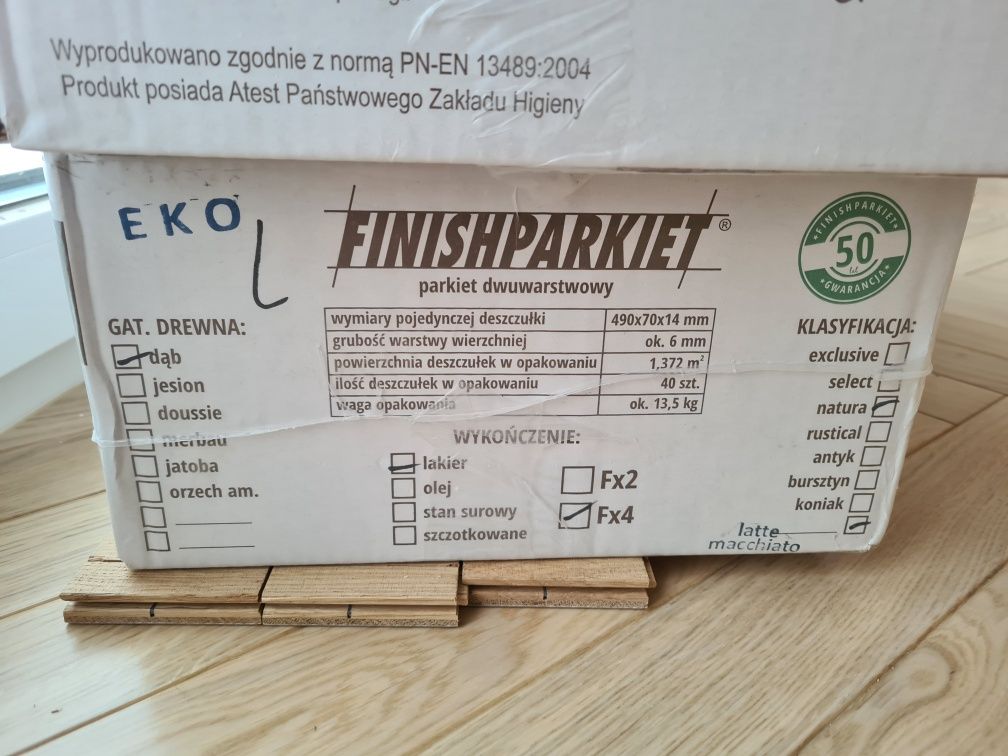 Wyprodukowano zgodnie z normą PN-EN 13489:2004
Produkt posiada Atest Państwowego Zakładu Higieny
EKO
L
FINISHPARKIET®
parkiet dwuwarstwowy
FINISHPARKIET
50
lat
GWARANCJA
wymiary pojedynczej deszczułki 490x70x14 mm
grubość warstwy wierzchniej ok. 6 mm
powierzchnia deszczułek w opakowaniu 1,372 m²
ilość deszczułek w opakowaniu 40 szt.
waga opakowania ok. 13,5 kg
GAT. DREWNA:
dąb
jesion
doussie
merbau
jatoba
orzech am.
WYKOŃCZENIE:
lakier
olej
stan surowy
szczotkowane
Fx2
Fx4
KLASYFIKACJA:
exclusive
select
natura
rustical
antyk
bursztyn
koniak
latte
macchiato